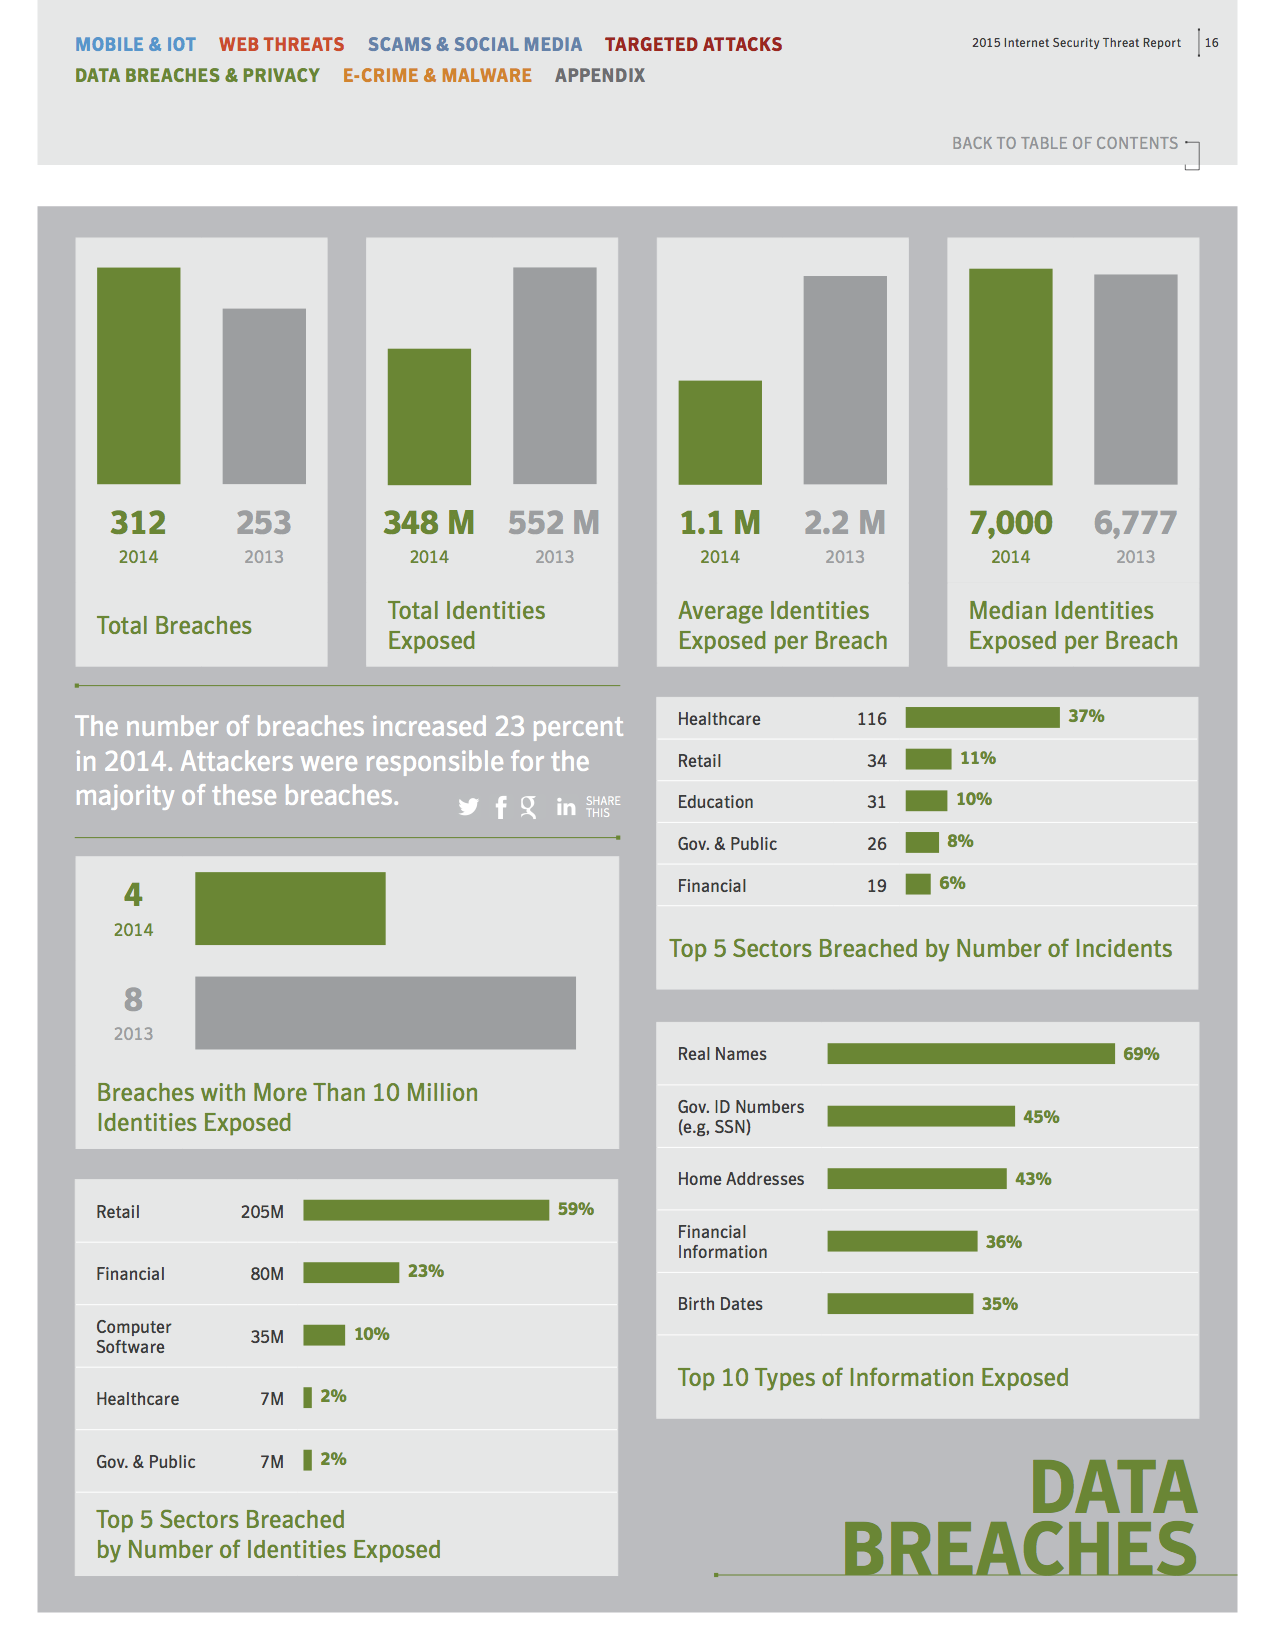 MOBILE & IOT WEB THREATS SCAMS & SOCIAL MEDIA TARGETED ATTACKS
DATA BREACHES & PRIVACY E-CRIME & MALWARE APPENDIX
2015 Internet Security Threat Report 16
BACK TO TABLE OF CONTENTS
312 253
2014 2013
Total Breaches
348 M 552 M
2014 2013
Total Identities
Exposed
1.1 M 2.2 M
2014 2013
Average Identities
Exposed per Breach
7,000 6,777
2014 2013
Median Identities
Exposed per Breach
The number of breaches increased 23 percent
in 2014. Attackers were responsible for the
majority of these breaches.
SHARE
THIS
4
2014
8
2013
Breaches with More Than 10 Million
Identities Exposed
Retail 205M 59%
Financial 80M 23%
Computer
Software 35M 10%
Healthcare 7M 2%
Gov. & Public 7M 2%
Top 5 Sectors Breached
by Number of Identities Exposed
Healthcare 116 37%
Retail 34 11%
Education 31 10%
Gov. & Public 26 8%
Financial 19 6%
Top 5 Sectors Breached by Number of Incidents
Real Names 69%
Gov. ID Numbers
(e.g, SSN) 45%
Home Addresses 43%
Financial
Information 36%
Birth Dates 35%
Top 10 Types of Information Exposed
DATA
BREACHES